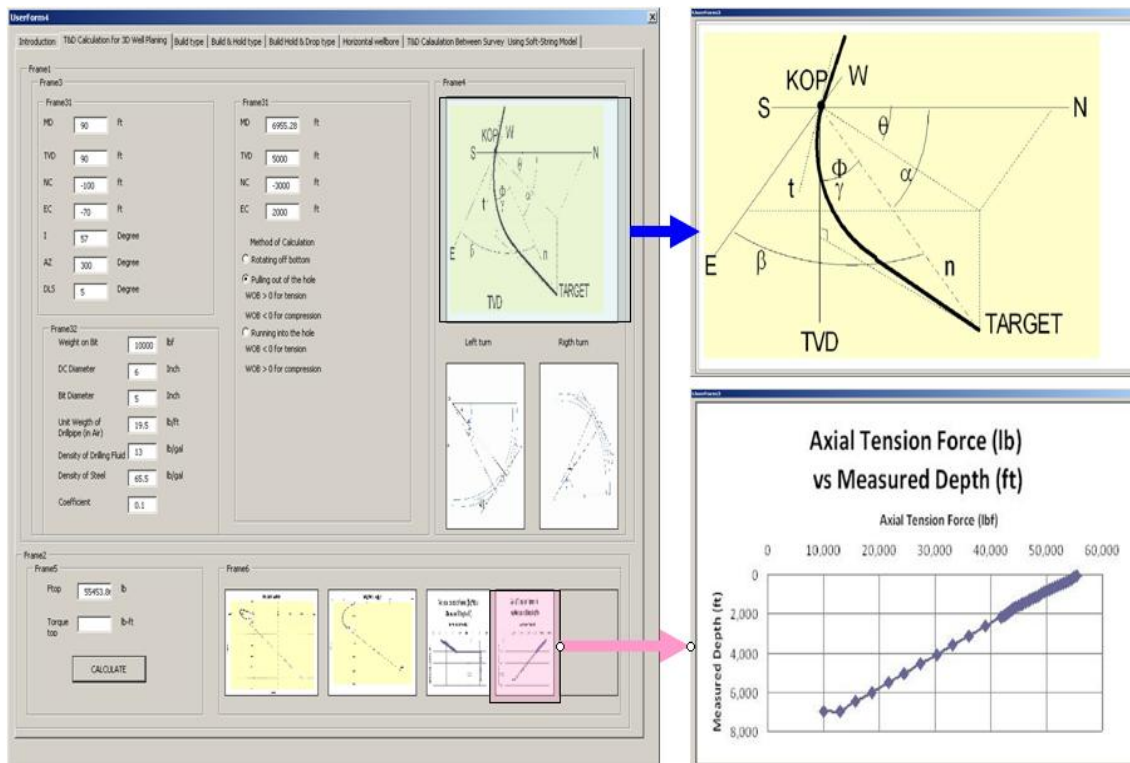 UserForm4
Introduction T&D Calculation for 3D Well Planing Build type Build & Hold type Build Hold & Drop type Horizontal wellbore T&D Calaulation Between Survey Using Soft-String Model
Frame1
Frame3
Frame31
MD 90 ft
TVD 90 ft
NC -100 ft
EC -70 ft
I 57 Degree
AZ 300 Degree
DLS 5 Degree
Frame32
Weight on Bit 10000 lbf
DC Diameter 6 Inch
Bit Diameter 5 Inch
Unit Weigth of
Drillpipe (in Air) 19.5 lb/ft
Density of Drilling Fluid 13 lb/gal
Density of Steel 65.5 lb/gal
Coefficient 0.1
Frame31
MD 6955.28 ft
TVD 5000 ft
NC -3000 ft
EC 2000 ft
Method of Calculation
Rotating off bottom
Pulling out of the hole
WOB > 0 for tension
WOB < 0 for compression
Running into the hole
WOB < 0 for tension
WOB > 0 for compression
Frame4
KOP W
S N
θ
Φ α
γ
t
E β n
TARGET
TVD
Left turn Rigth turn
Frame2
Frame5
Ftop 55453.86 lb
Torque
top lb-ft
CALCULATE
Frame6
UserForm3
KOP W
S N
θ
Φ α
γ
t
E β n
TARGET
TVD
UserForm3
Axial Tension Force (lb)
vs Measured Depth (ft)
Axial Tension Force (lbf)
0 10,000 20,000 30,000 40,000 50,000 60,000
Measured Depth (ft)
0
2,000
4,000
6,000
8,000